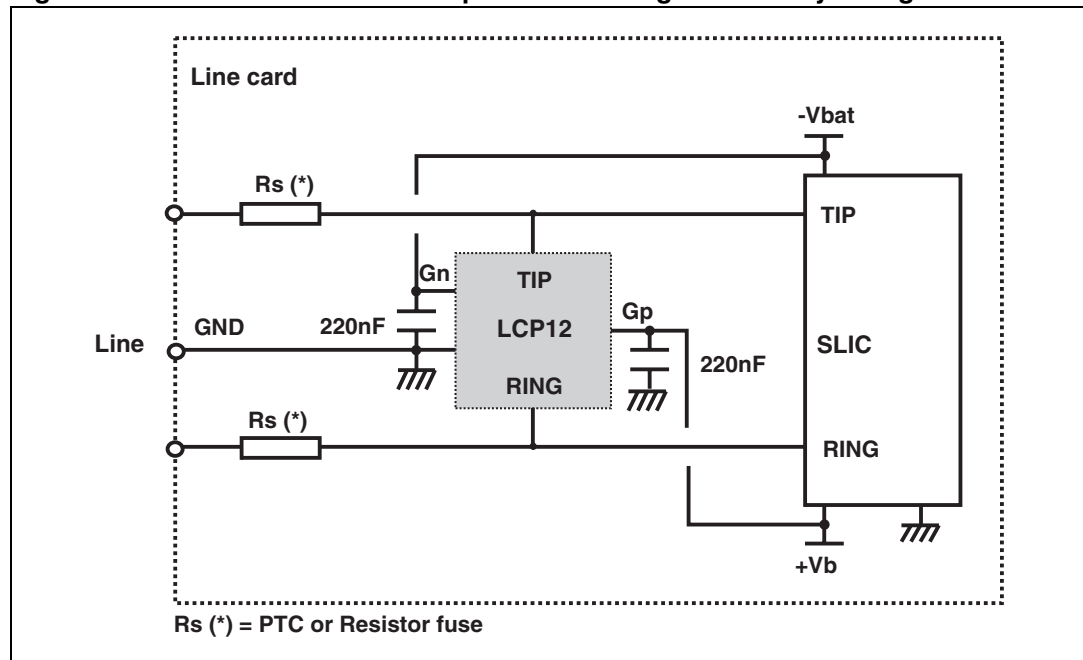 Line card
-Vbat
Rs (*)
TIP
Gn
TIP
Gp
GND
220nF
LCP12
Line
SLIC
220nF
RING
Rs (*)
RING
+Vb
Rs (*) = PTC or Resistor fuse